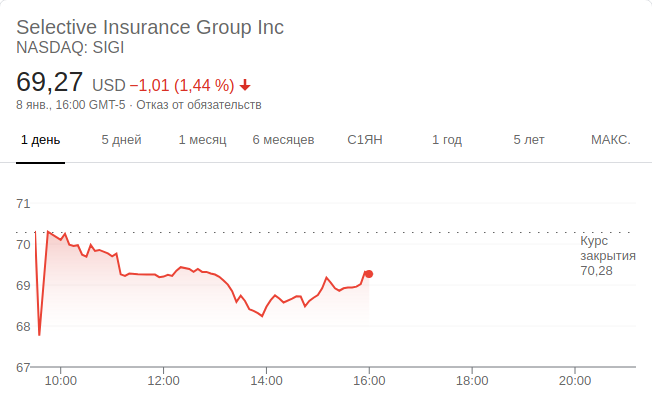 Selective Insurance Group Inc
NASDAQ: SIGI
69,27 USD −1,01 (1,44 %)
8 янв., 16:00 GMT-5 · Отказ от обязательств
1 день 5 дней 1 месяц 6 месяцев С1ЯН 1 год 5 лет МАКС.
71
70
69
68
67
Курс
закрытия
70,28
10:00 12:00 14:00 16:00 18:00 20:00